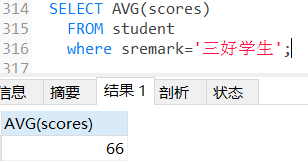 314 SELECT AVG(scores)
315 FROM student
316 where sremark='三好学生';
317
信息 摘要 结果 1 剖析 状态
AVG(scores)
66